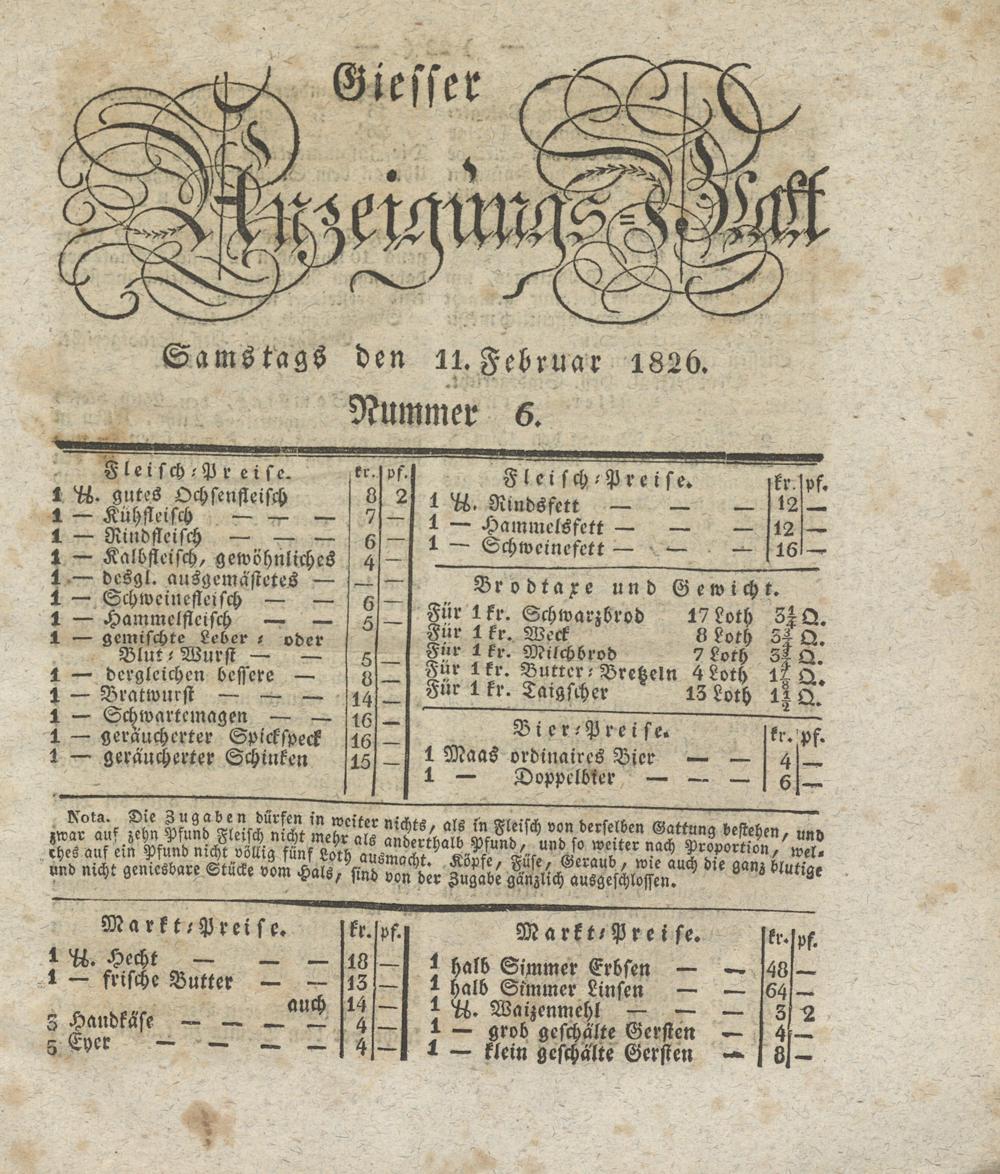 Giesser
Anzeigungs=Blatt
Samstags den 11. Februar 1826.
Nummer 6.
Fleisch-Preise. kr. pf.
1 ℔. gutes Ochsenfleisch 8 2
1 — Kühfleisch — — — 7 —
1 — Rindfleisch — — — 6 —
1 — Kalbfleisch, gewöhnliches 4 —
1 — desgl. ausgemästetes — — —
1 — Schweinefleisch — — 6 —
1 — Hammelfleisch — — 5 —
1 — gemischte Leber- oder
Blut-Wurst — — 5 —
1 — dergleichen bessere — 8 —
1 — Bratwurst — — — 14 —
1 — Schwartemagen — — 16 —
1 — geräucherter Spickspeck 16 —
1 — geräucherter Schinken 15 —
Fleisch-Preise. kr. pf.
1 ℔. Rindsfett — — — 12 —
1 — Hammelsfett — — 12 —
1 — Schweinefett — — — 16 —
Brodtaxe und Gewicht.
Für 1 kr. Schwarzbrod 17 Loth 3½ Q.
Für 1 kr. Weck 8 Loth 3¾ Q.
Für 1 kr. Milchbrod 7 Loth 3¾ Q.
Für 1 kr. Butter-Bretzeln 4 Loth 1⅞ Q.
Für 1 kr. Taigscher 13 Loth 1½ Q.
Bier-Preise. kr. pf.
1 Maas ordinaires Bier — — 4 —
1 — Doppelbier — — — 6 —
Nota. Die Zugaben dürfen in weiter nichts, als in Fleisch von derselben Gattung bestehen, und
zwar auf zehn Pfund Fleisch nicht mehr als anderthalb Pfund, und so weiter nach Proportion, wel-
ches auf ein Pfund nicht völlig fünf Loth ausmacht. Köpfe, Füse, Geraub, wie auch die ganz blutige
und nicht geniesbare Stücke vom Hals, sind von der Zugabe gänzlich ausgeschlossen.
Markt-Preise. kr. pf.
1 ℔. Hecht — — — 18 —
1 — frische Butter — — 13 —
auch 14 —
3 Handkäse — — — — 4 —
5 Eyer — — — — 4 —
Markt-Preise. kr. pf.
1 halb Simmer Erbsen — — 48 —
1 halb Simmer Linsen — — 64 —
1 ℔. Waizenmehl — — — 3 2
1 — grob geschälte Gersten — 4 —
1 — klein geschälte Gersten — 8 —